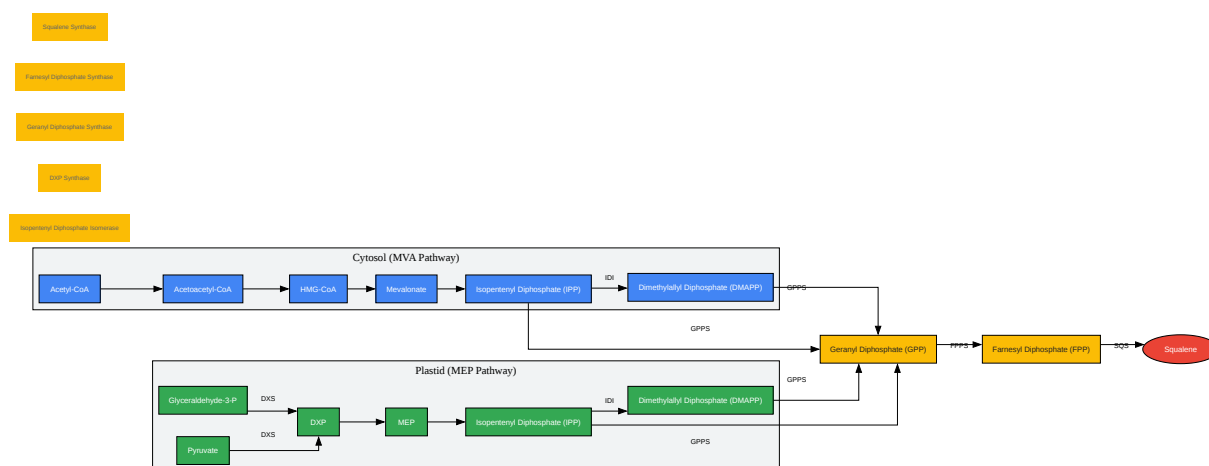 Squalene Synthase
Farnesyl Diphosphate Synthase
Geranyl Diphosphate Synthase
DXP Synthase
Isopentenyl Diphosphate Isomerase
Cytosol (MVA Pathway)
Acetyl-CoA
Acetoacetyl-CoA
HMG-CoA
Mevalonate
Isopentenyl Diphosphate (IPP)
IDI
Dimethylallyl Diphosphate (DMAPP)
GPPS
GPPS
Geranyl Diphosphate (GPP)
FPPS
Farnesyl Diphosphate (FPP)
SQS
Squalene
Plastid (MEP Pathway)
Glyceraldehyde-3-P
DXS
DXP
MEP
Isopentenyl Diphosphate (IPP)
IDI
Dimethylallyl Diphosphate (DMAPP)
GPPS
Pyruvate
DXS
GPPS